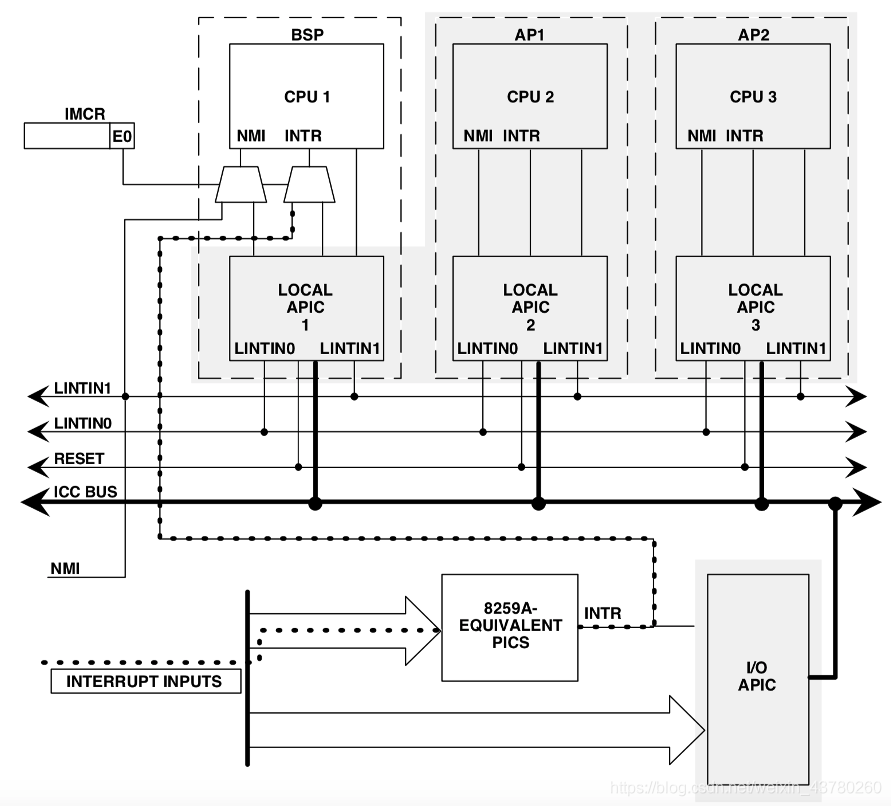 BSP
AP1
AP2
CPU 1
CPU 2
CPU 3
IMCR
E0
NMI INTR
NMI INTR
NMI INTR
LOCAL
APIC
1
LOCAL
APIC
2
LOCAL
APIC
3
LINTIN0 LINTIN1
LINTIN0 LINTIN1
LINTIN0 LINTIN1
LINTIN1
LINTIN0
RESET
ICC BUS
NMI
8259A-
EQUIVALENT
PICS
INTR
INTERRUPT INPUTS
I/O
APIC
https://blog.csdn.net/weixin_43780260